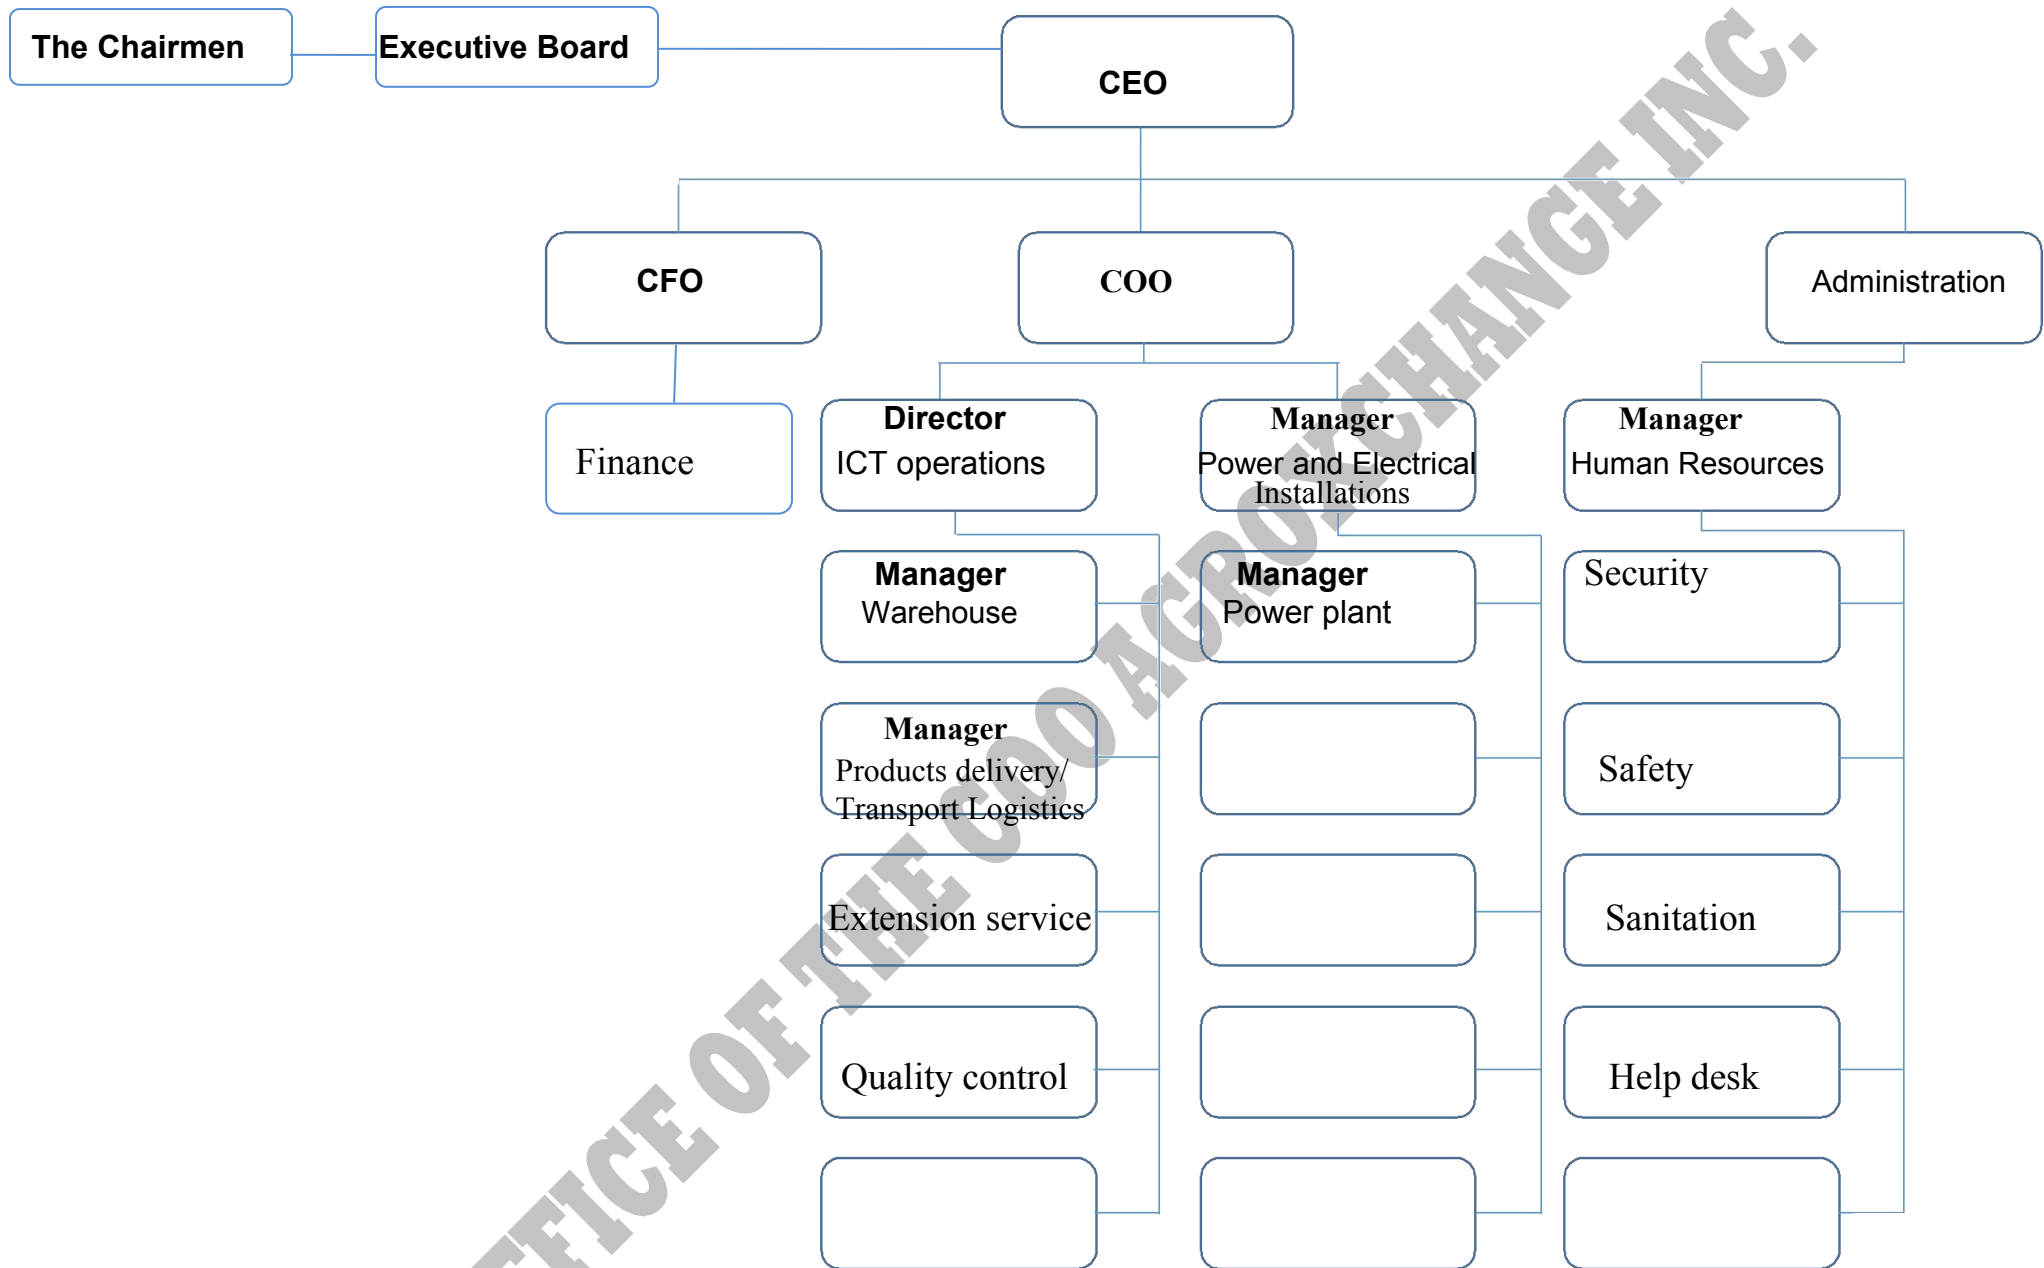 The Chairmen
Executive Board
CEO
CFO
COO
Administration
Finance
Director
ICT operations
Manager
Power and Electrical
Installations
Manager
Human Resources
Manager
Warehouse
Manager
Power plant
Security
Manager
Products delivery/
Transport Logistics
Safety
Extension service
Sanitation
Quality control
Help desk
OFFICE OF THE COO AGROXCHANGE INC.